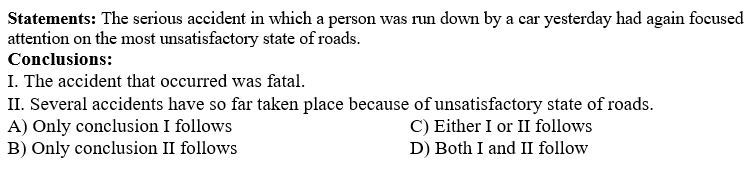 Statements: The serious accident in which a person was run down by a car yesterday had again focused
attention on the most unsatisfactory state of roads.
Conclusions:
I. The accident that occurred was fatal.
II. Several accidents have so far taken place because of unsatisfactory state of roads.
A) Only conclusion I follows C) Either I or II follows
B) Only conclusion II follows D) Both I and II follow